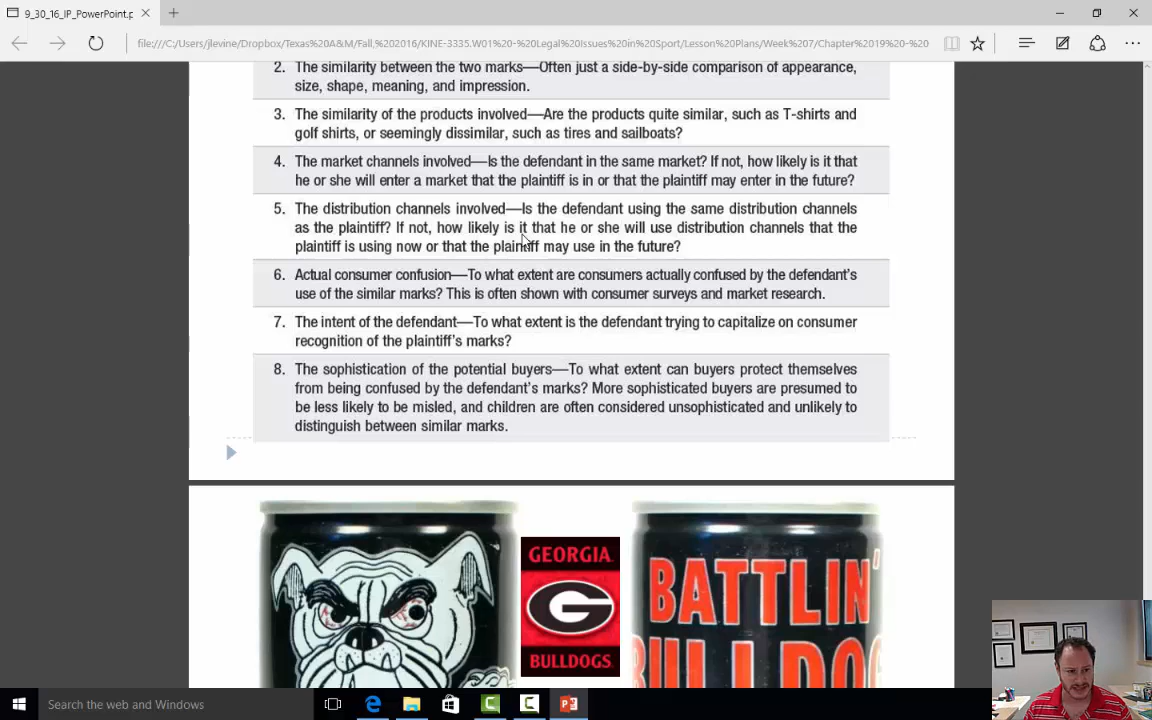 9_30_16_IP_PowerPoint.p
file:///C:/Users/jlevine/Dropbox/Texas%20A&M/Fall,%202016/KINE-3335.W01%20-%20Legal%20Issues%20in%20Sport/Lesson%20Plans/Week%207/Chapter%2019%20-%20
2. The similarity between the two marks—Often just a side-by-side comparison of appearance,
size, shape, meaning, and impression.
3. The similarity of the products involved—Are the products quite similar, such as T-shirts and
golf shirts, or seemingly dissimilar, such as tires and sailboats?
4. The market channels involved—Is the defendant in the same market? If not, how likely is it that
he or she will enter a market that the plaintiff is in or that the plaintiff may enter in the future?
5. The distribution channels involved—Is the defendant using the same distribution channels
as the plaintiff? If not, how likely is it that he or she will use distribution channels that the
plaintiff is using now or that the plaintiff may use in the future?
6. Actual consumer confusion—To what extent are consumers actually confused by the defendant's
use of the similar marks? This is often shown with consumer surveys and market research.
7. The intent of the defendant—To what extent is the defendant trying to capitalize on consumer
recognition of the plaintiff's marks?
8. The sophistication of the potential buyers—To what extent can buyers protect themselves
from being confused by the defendant's marks? More sophisticated buyers are presumed to
be less likely to be misled, and children are often considered unsophisticated and unlikely to
distinguish between similar marks.
GEORGIA
G
BULLDOGS
BATTLIN'
BULLDOG
Search the web and Windows